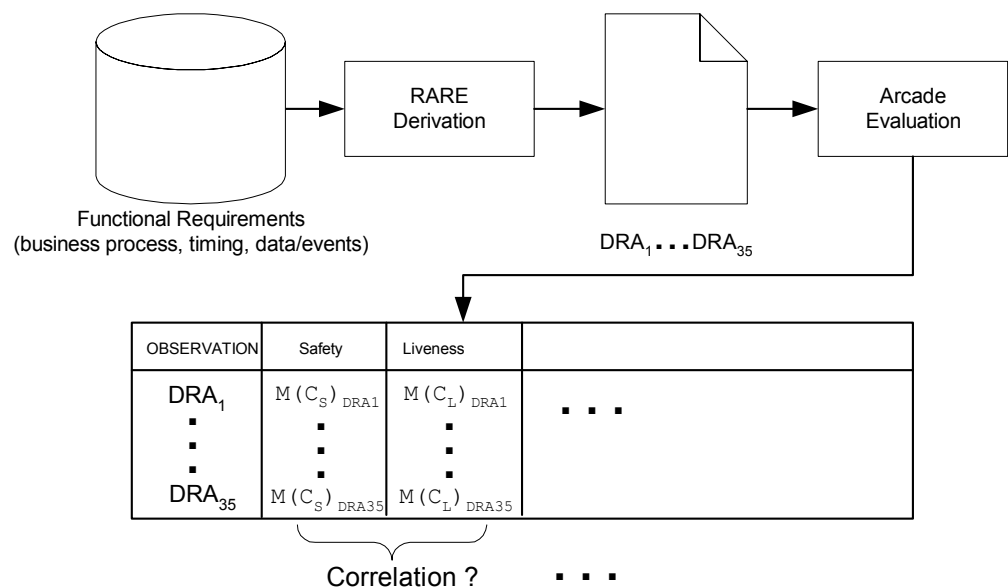 RARE
Derivation
Arcade
Evaluation
Functional Requirements
(business process, timing, data/events)
DRA1...DRA35
OBSERVATION Safety Liveness
DRA1 M(CS)DRA1 M(CL)DRA1 ...
DRA35 M(CS)DRA35 M(CL)DRA35
Correlation ? ...